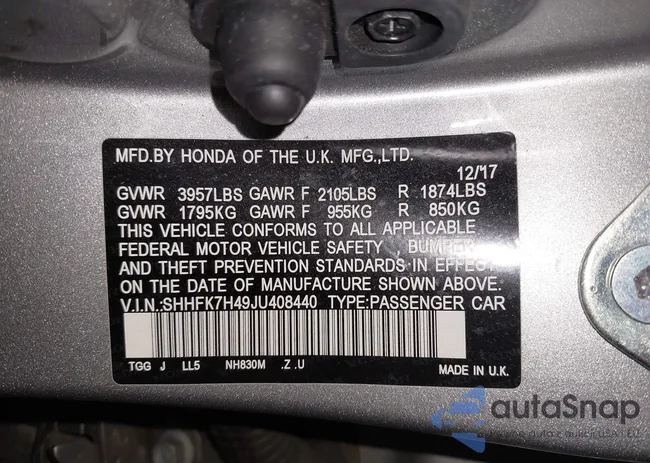 MFD.BY HONDA OF THE U.K. MFG.,LTD.
12/'17
GVWR 3957LBS GAWR F 2105LBS R 1874LBS
GVWR 1795KG GAWR F 955KG R 850KG
THIS VEHICLE CONFORMS TO ALL APPLICABLE
FEDERAL MOTOR VEHICLE SAFETY , BUMPER
AND THEFT PREVENTION STANDARDS IN EFFECT
ON THE DATE OF MANUFACTURE SHOWN ABOVE.
V.I.N.:SHHFK7H49JU408440 TYPE:PASSENGER CAR
TGG J LL5 NH830M .Z .U MADE IN U.K.
autaSnap